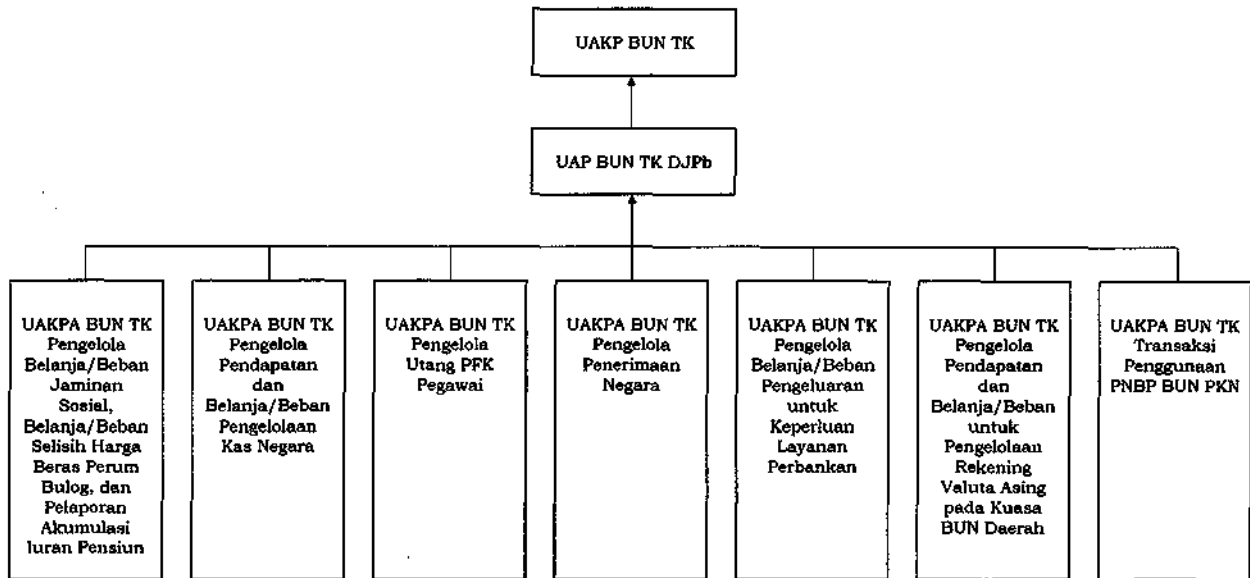 UAKP BUN TK
UAP BUN TK DJPb
UAKPA BUN TK
Pengelola
Belanja/Beban
Jaminan
Sosial,
Belanja/Beban
Selisih Harga
Beras Perum
Bulog, dan
Pelaporan
Akumulasi
Iuran Pensiun
UAKPA BUN TK
Pengelola
Pendapatan
dan
Belanja/Beban
Pengelolaan
Kas Negara
UAKPA BUN TK
Pengelola
Utang PFK
Pegawai
UAKPA BUN TK
Pengelola
Penerimaan
Negara
UAKPA BUN TK
Pengelola
Belanja/Beban
Pengeluaran
untuk
Keperluan
Layanan
Perbankan
UAKPA BUN TK
Pengelola
Pendapatan
dan
Belanja/Beban
untuk
Pengelolaan
Rekening
Valuta Asing
pada Kuasa
BUN Daerah
UAKPA BUN TK
Transaksi
Penggunaan
PNBP BUN PKN